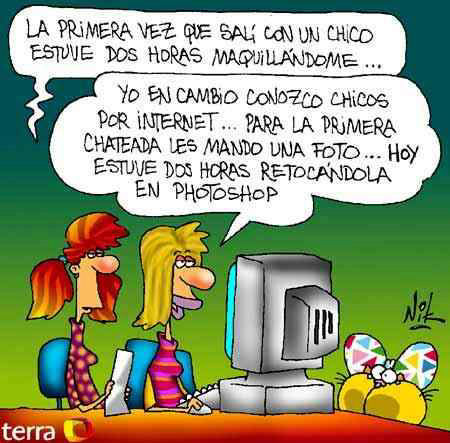 LA PRIMERA VEZ QUE SALÍ CON UN CHICO
ESTUVE DOS HORAS MAQUILLÁNDOME...
YO EN CAMBIO CONOZCO CHICOS
POR INTERNET... PARA LA PRIMERA
CHATEADA LES MANDO UNA FOTO... HOY
ESTUVE DOS HORAS RETOCÁNDOLA
EN PHOTOSHOP
NIK
terra